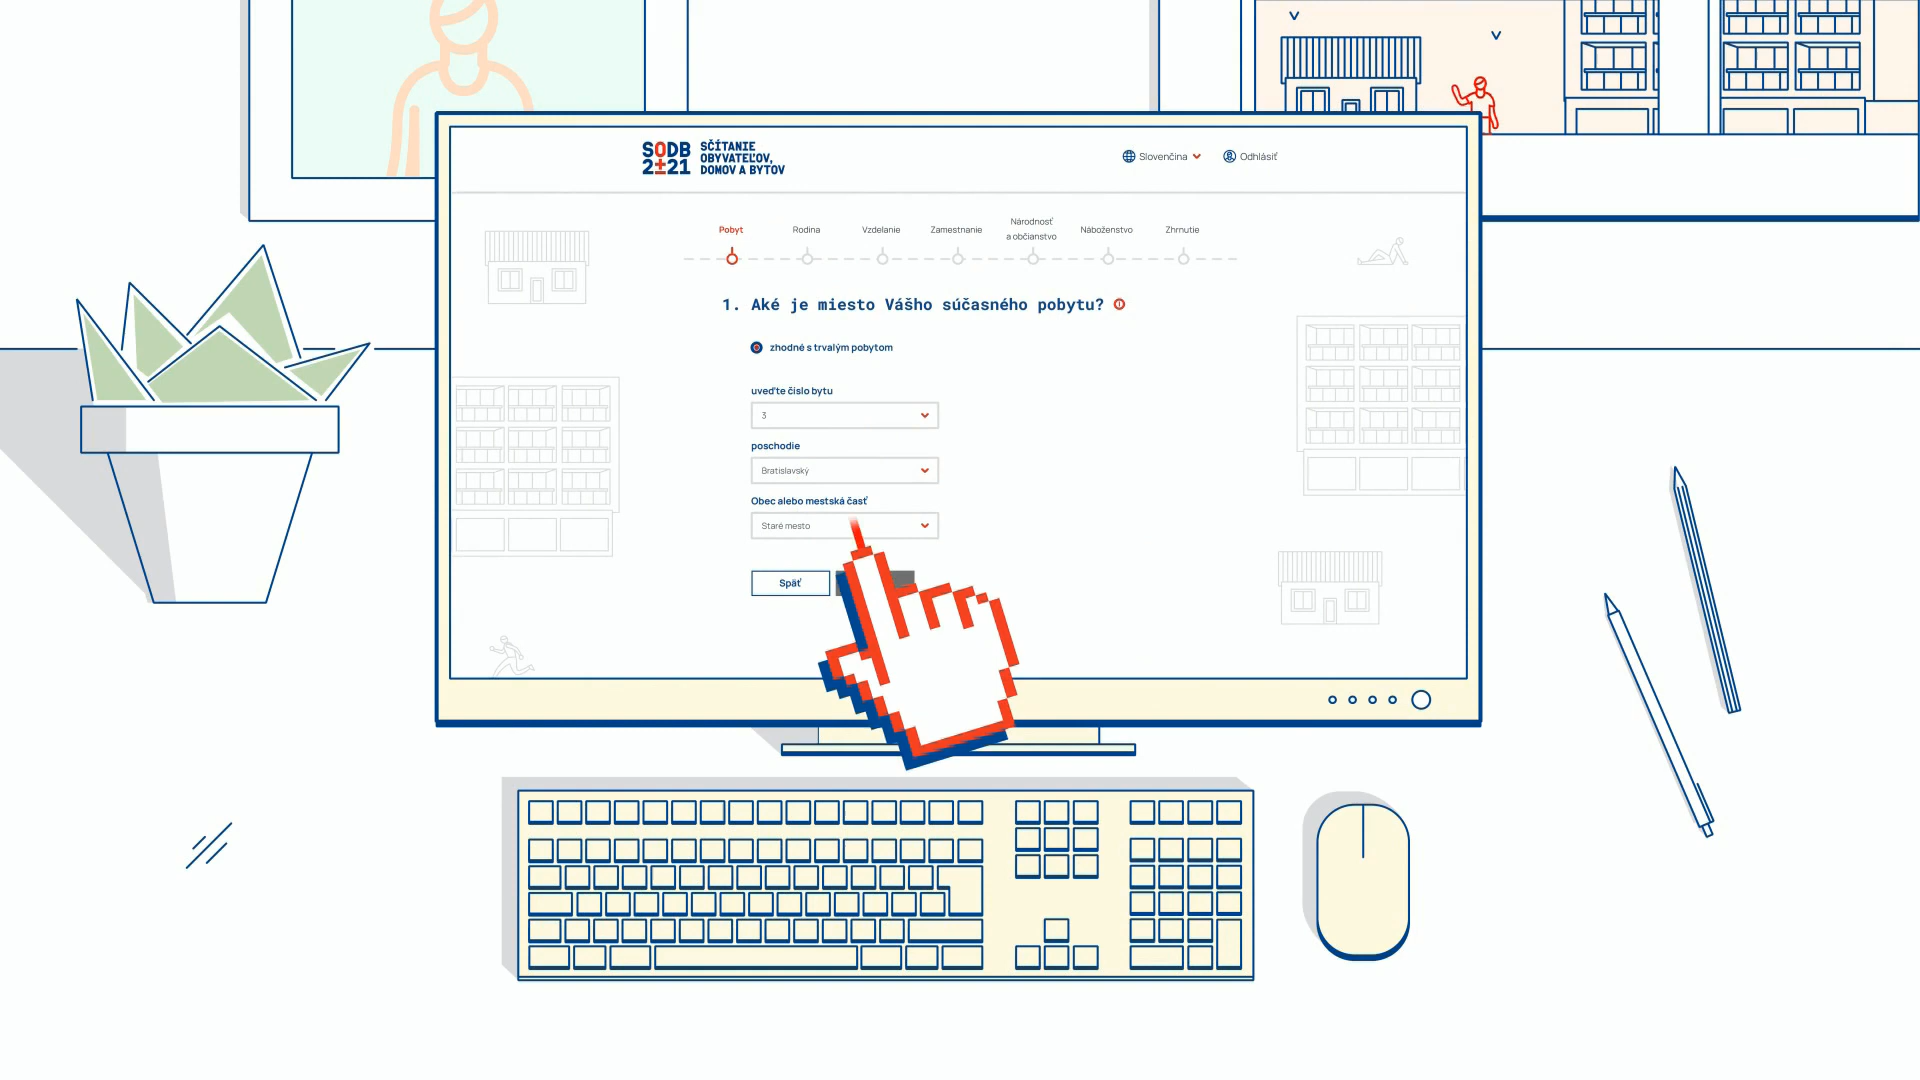 SODB
2±21
SČÍTANIE
OBYVATEĽOV,
DOMOV A BYTOV
Slovenčina
Odhlásiť
Pobyt
Rodina
Vzdelanie
Zamestnanie
Národnosť
a občianstvo
Náboženstvo
Zhrnutie
1. Aké je miesto Vášho súčasného pobytu?
zhodné s trvalým pobytom
uveďte číslo bytu
3
poschodie
Bratislavský
Obec alebo mestská časť
Staré mesto
Späť